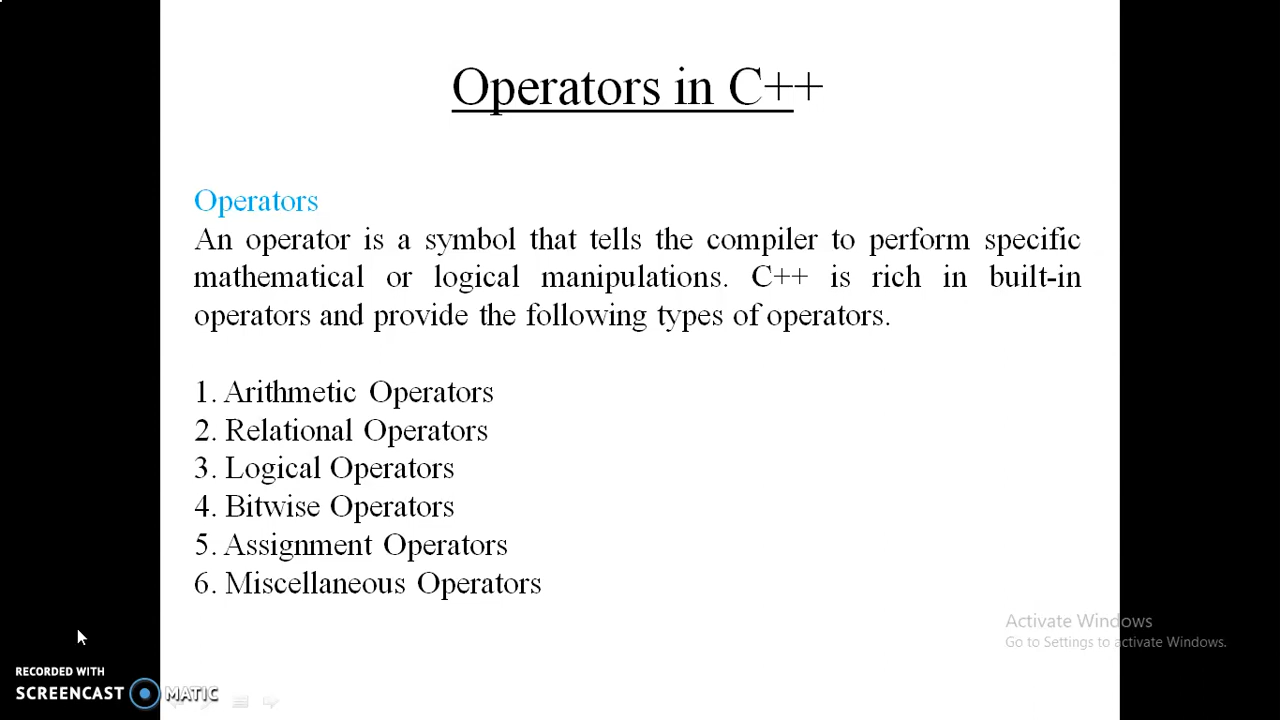 Operators in C++
Operators
An operator is a symbol that tells the compiler to perform specific
mathematical or logical manipulations. C++ is rich in built-in
operators and provide the following types of operators.
1. Arithmetic Operators
2. Relational Operators
3. Logical Operators
4. Bitwise Operators
5. Assignment Operators
6. Miscellaneous Operators
Activate Windows
Go to Settings to activate Windows.
RECORDED WITH
SCREENCAST MATIC